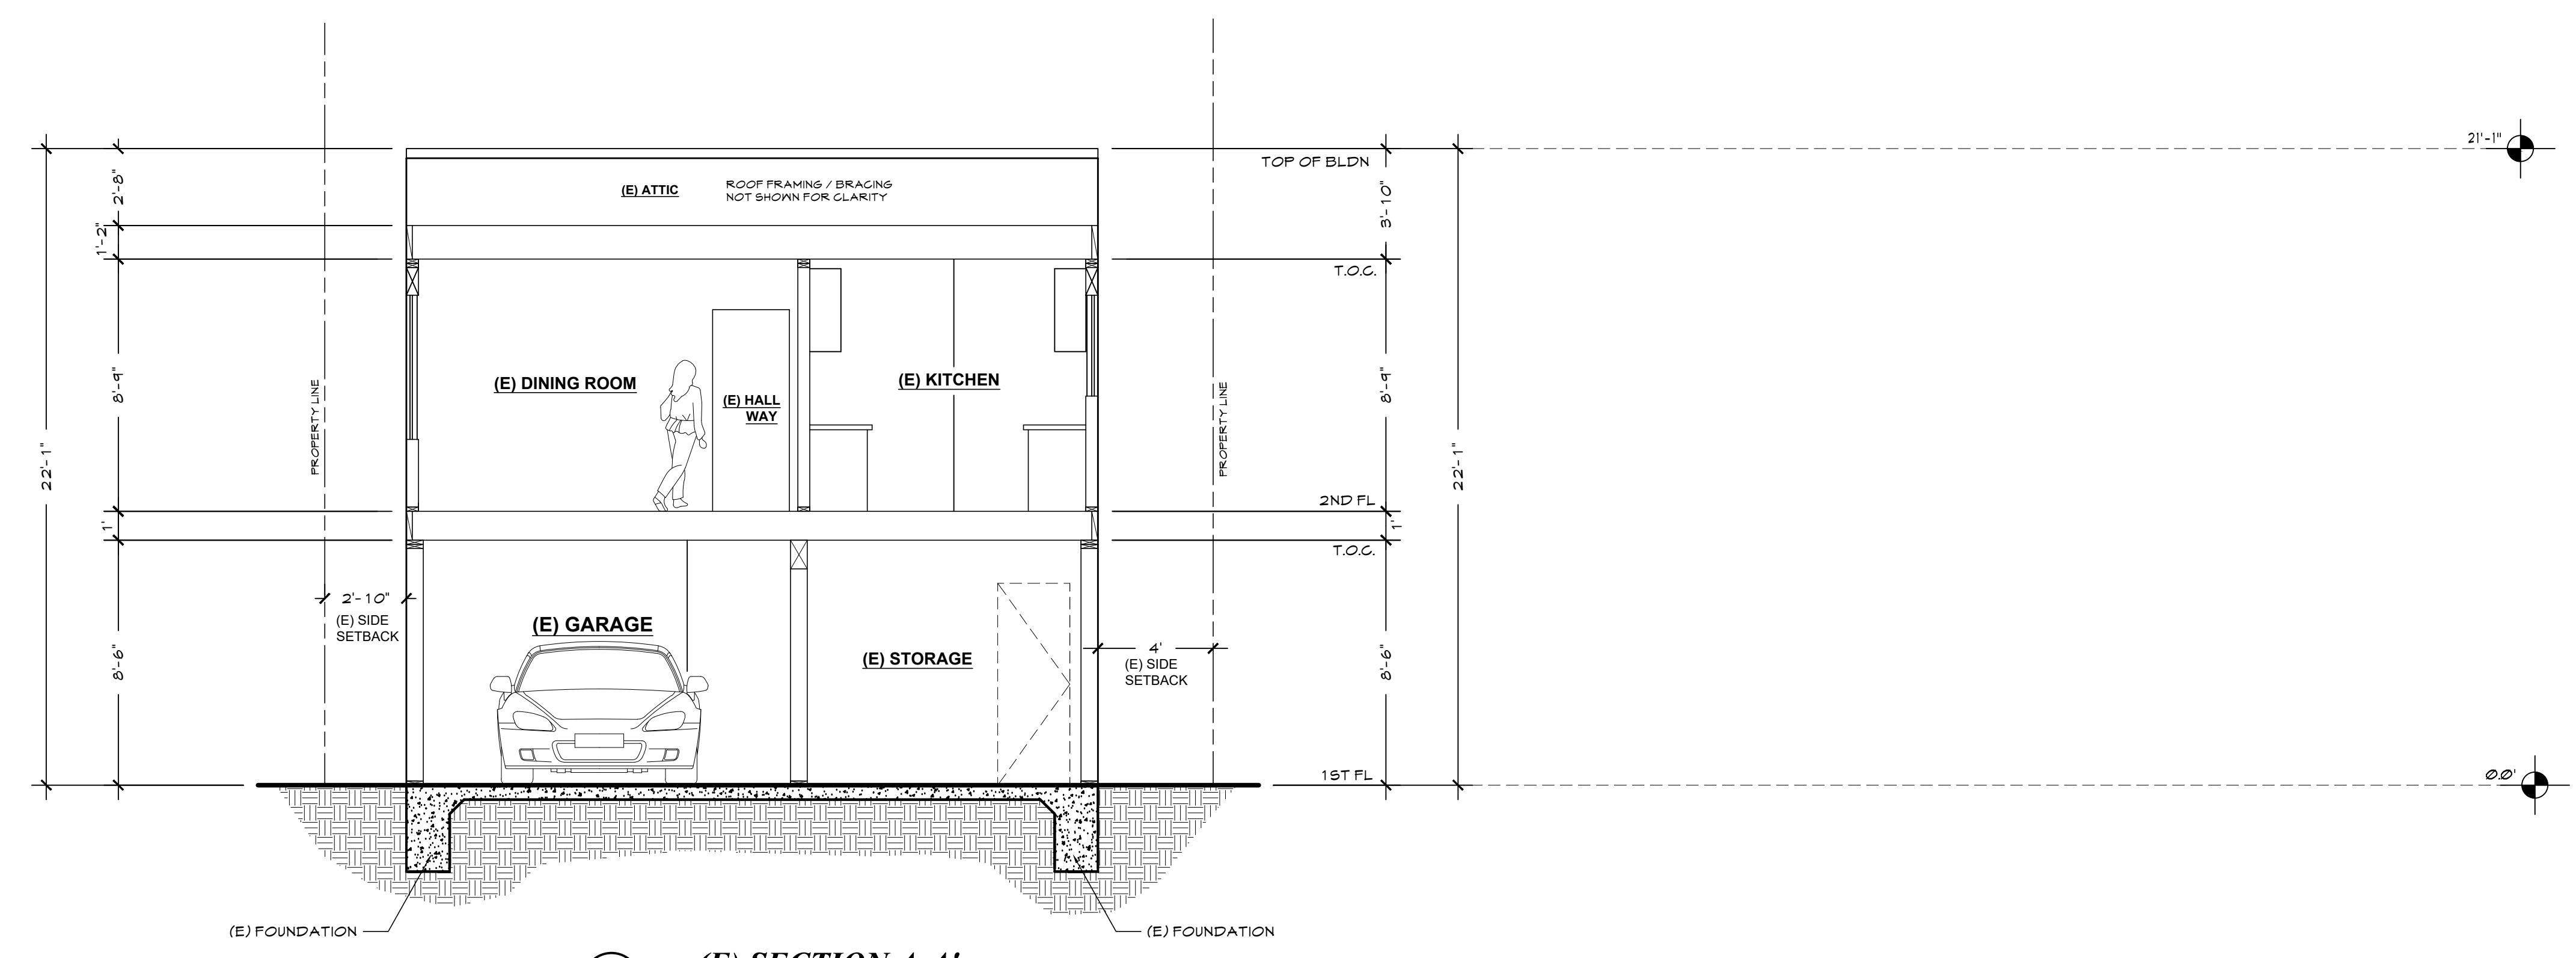 21'-1"
TOP OF BLDN
2'-8"
(E) ATTIC
ROOF FRAMING / BRACING
NOT SHOWN FOR CLARITY
3'-10"
1'-2"
T.O.C.
8'-9"
(E) DINING ROOM
(E) HALL
WAY
(E) KITCHEN
8'-9"
PROPERTY LINE
PROPERTY LINE
22'-1"
22'-1"
2ND FL
1'
1'
T.O.C.
2'-10"
(E) SIDE
SETBACK
(E) GARAGE
(E) STORAGE
4'
(E) SIDE
SETBACK
8'-6"
8'-6"
1ST FL
0.0'
(E) FOUNDATION
(E) FOUNDATION
(E) SECTION A-A'